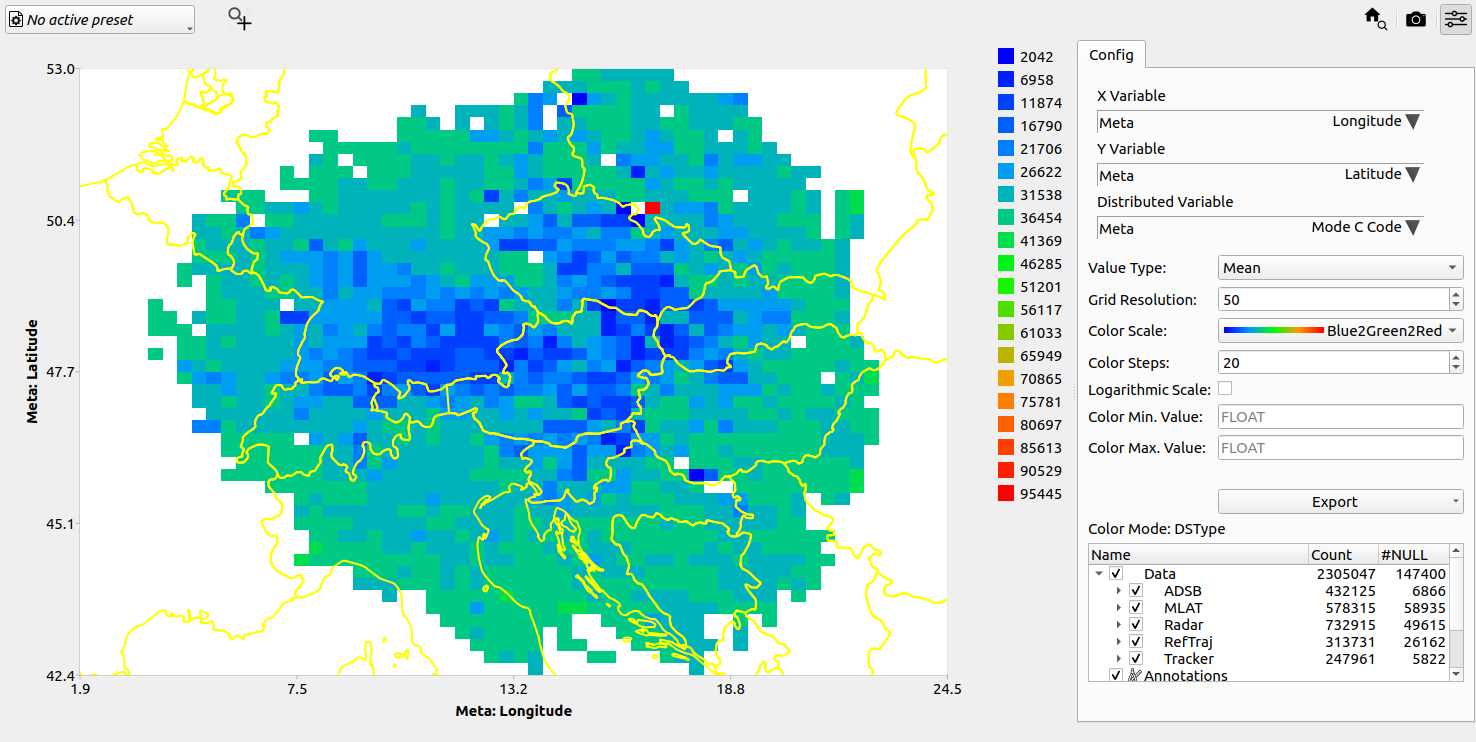 No active preset
53.0
50.4
47.7
45.1
42.4
1.9
7.5
13.2
18.8
24.5
Meta: Latitude
Meta: Longitude
2042
6958
11874
16790
21706
26622
31538
36454
41369
46285
51201
56117
61033
65949
70865
75781
80697
85613
90529
95445
Config
X Variable
Meta Longitude
Y Variable
Meta Latitude
Distributed Variable
Meta Mode C Code
Value Type: Mean
Grid Resolution: 50
Color Scale: Blue2Green2Red
Color Steps: 20
Logarithmic Scale:
Color Min. Value: FLOAT
Color Max. Value: FLOAT
Export
Color Mode: DSType
Name Count #NULL
Data 2305047 147400
ADSB 432125 6866
MLAT 578315 58935
Radar 732915 49615
RefTraj 313731 26162
Tracker 247961 5822
Annotations